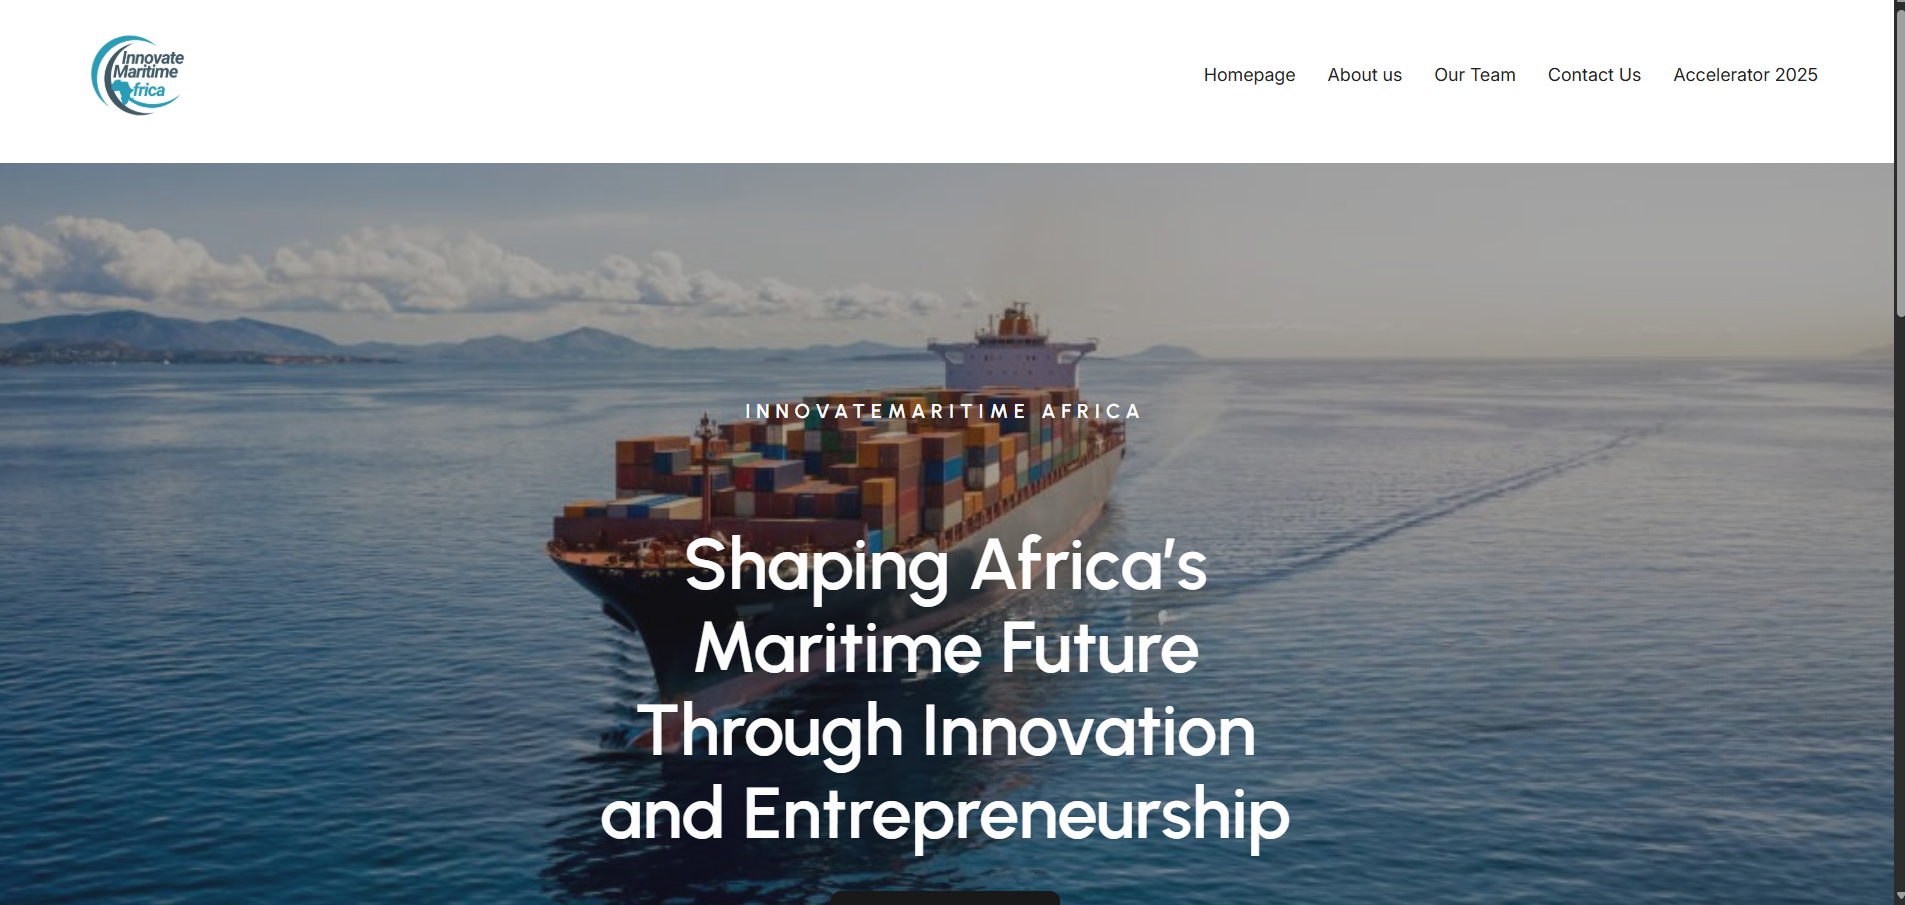 Innovate
Maritime
Africa
Homepage
About us
Our Team
Contact Us
Accelerator 2025
INNOVATEMARITIME AFRICA
Shaping Africa's
Maritime Future
Through Innovation
and Entrepreneurship